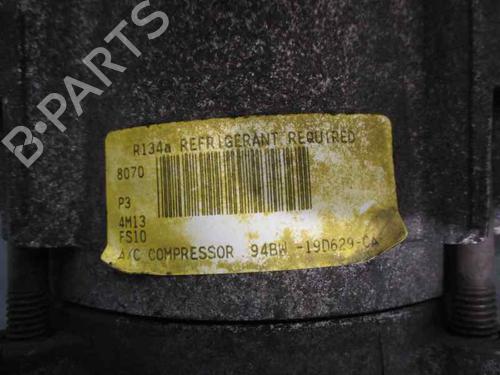 R134a REFRIGERANT REQUIRED
8070
P3
4M13
FS10
A/C COMPRESSOR 94BW -19D629-CA
B-PARTS